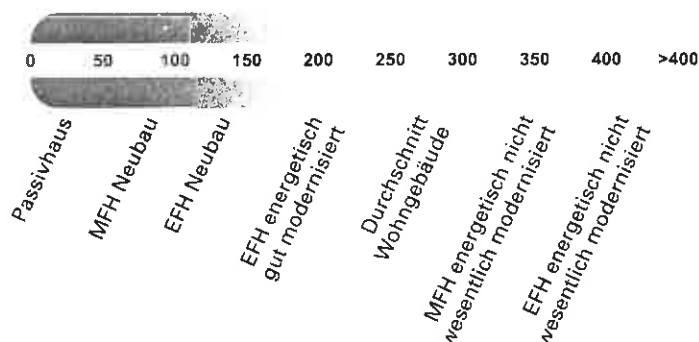 0 50 100 150 200 250 300 350 400 >400
Passivhaus
MFH Neubau
EFH Neubau
EFH energetisch
gut modernisiert
Durchschnitt
Wohngebäude
MFH energetisch nicht
wesentlich modernisiert
EFH energetisch nicht
wesentlich modernisiert